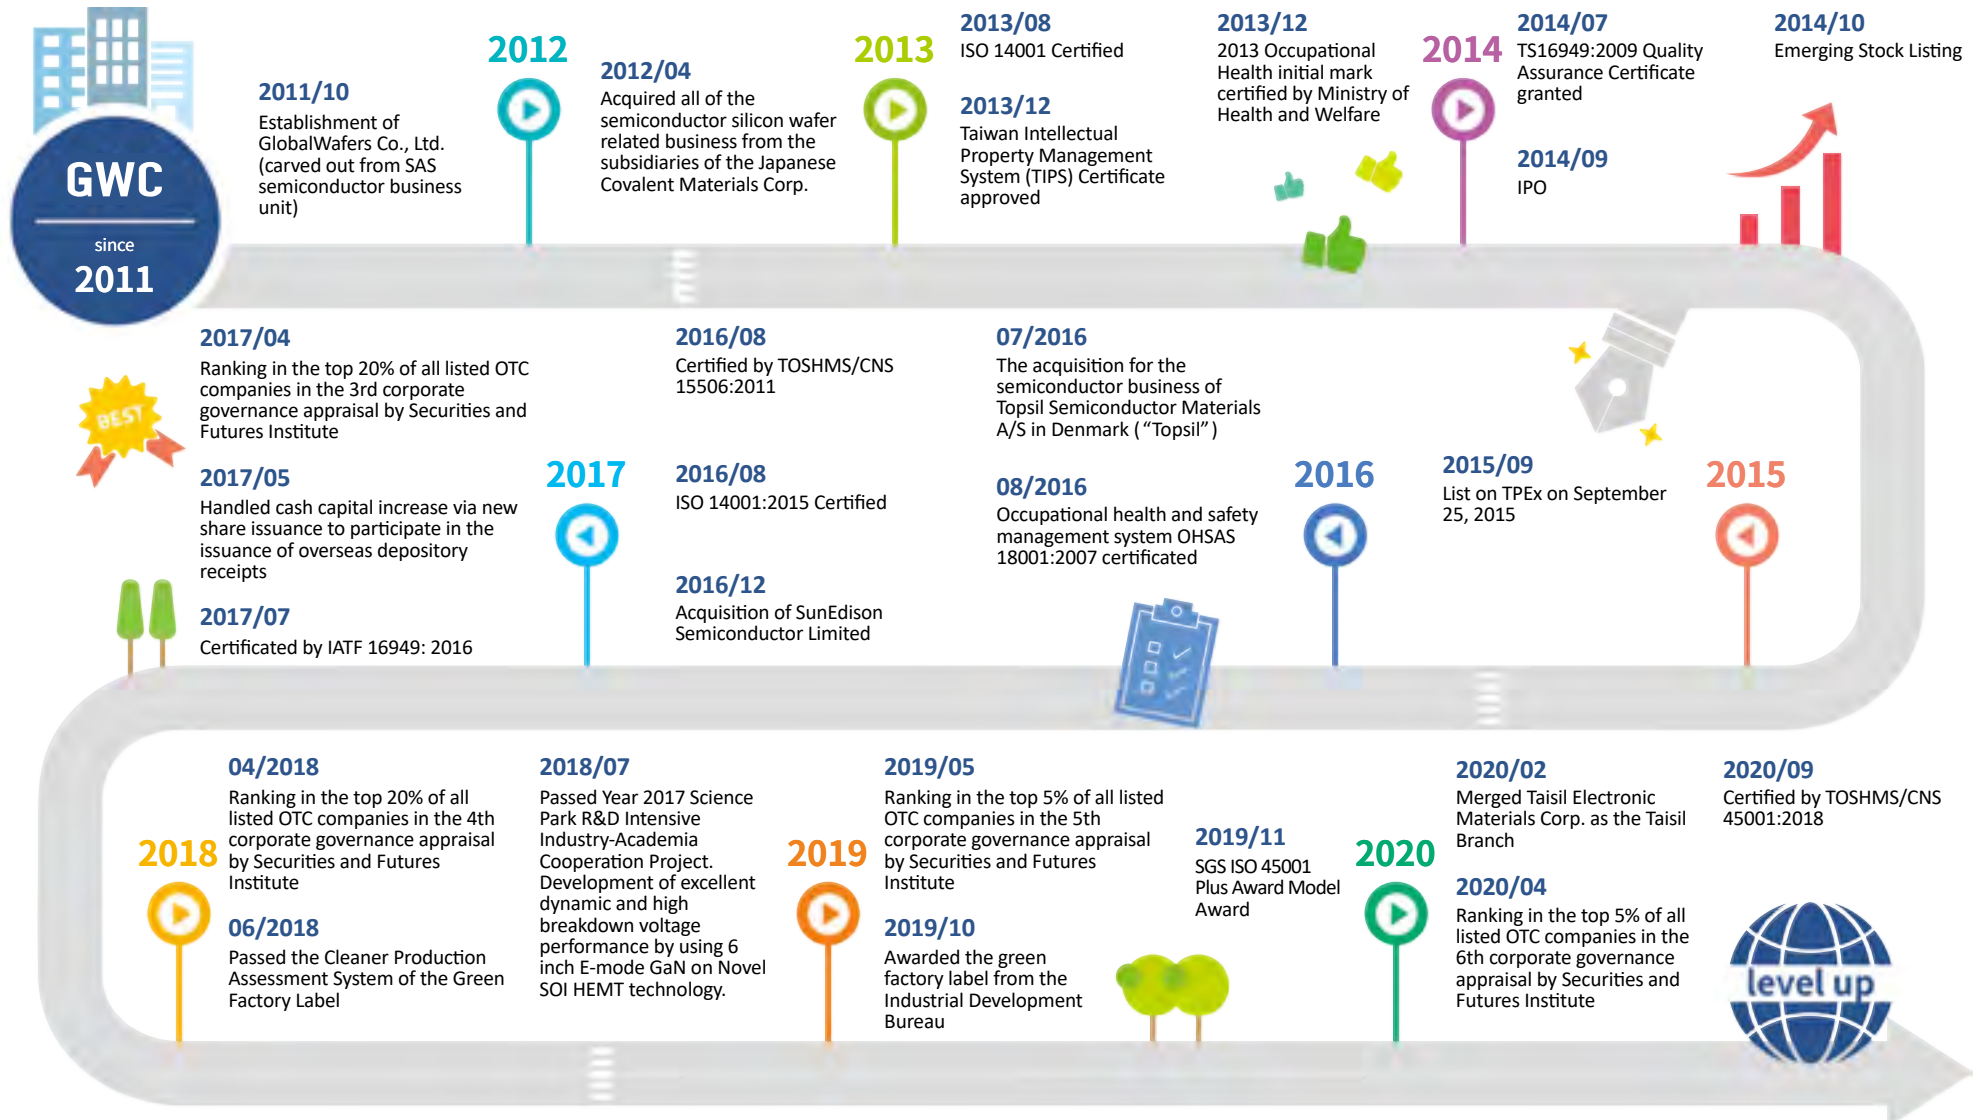 GWC
since
2011
2011/10
Establishment of
GlobalWafers Co., Ltd.
(carved out from SAS
semiconductor business
unit)
2012
2012/04
Acquired all of the
semiconductor silicon wafer
related business from the
subsidiaries of the Japanese
Covalent Materials Corp.
2013
2013/08
ISO 14001 Certified
2013/12
Taiwan Intellectual
Property Management
System (TIPS) Certificate
approved
2013/12
2013 Occupational
Health initial mark
certified by Ministry of
Health and Welfare
2014
2014/07
TS16949:2009 Quality
Assurance Certificate
granted
2014/09
IPO
2014/10
Emerging Stock Listing
2015
2015/09
List on TPEx on September
25, 2015
2016
07/2016
The acquisition for the
semiconductor business of
Topsil Semiconductor Materials
A/S in Denmark (“Topsil”)
08/2016
Occupational health and safety
management system OHSAS
18001:2007 certificated
2016/08
Certified by TOSHMS/CNS
15506:2011
2016/08
ISO 14001:2015 Certified
2016/12
Acquisition of SunEdison
Semiconductor Limited
2017
2017/04
Ranking in the top 20% of all listed OTC
companies in the 3rd corporate
governance appraisal by Securities and
Futures Institute
BEST
2017/05
Handled cash capital increase via new
share issuance to participate in the
issuance of overseas depository
receipts
2017/07
Certificated by IATF 16949: 2016
2018
04/2018
Ranking in the top 20% of all
listed OTC companies in the 4th
corporate governance appraisal
by Securities and Futures
Institute
06/2018
Passed the Cleaner Production
Assessment System of the Green
Factory Label
2018/07
Passed Year 2017 Science
Park R&D Intensive
Industry-Academia
Cooperation Project.
Development of excellent
dynamic and high
breakdown voltage
performance by using 6
inch E-mode GaN on Novel
SOI HEMT technology.
2019
2019/05
Ranking in the top 5% of all listed
OTC companies in the 5th
corporate governance appraisal
by Securities and Futures
Institute
2019/10
Awarded the green
factory label from the
Industrial Development
Bureau
2019/11
SGS ISO 45001
Plus Award Model
Award
2020
2020/02
Merged Taisil Electronic
Materials Corp. as the Taisil
Branch
2020/04
Ranking in the top 5% of all
listed OTC companies in the
6th corporate governance
appraisal by Securities and
Futures Institute
2020/09
Certified by TOSHMS/CNS
45001:2018
level up